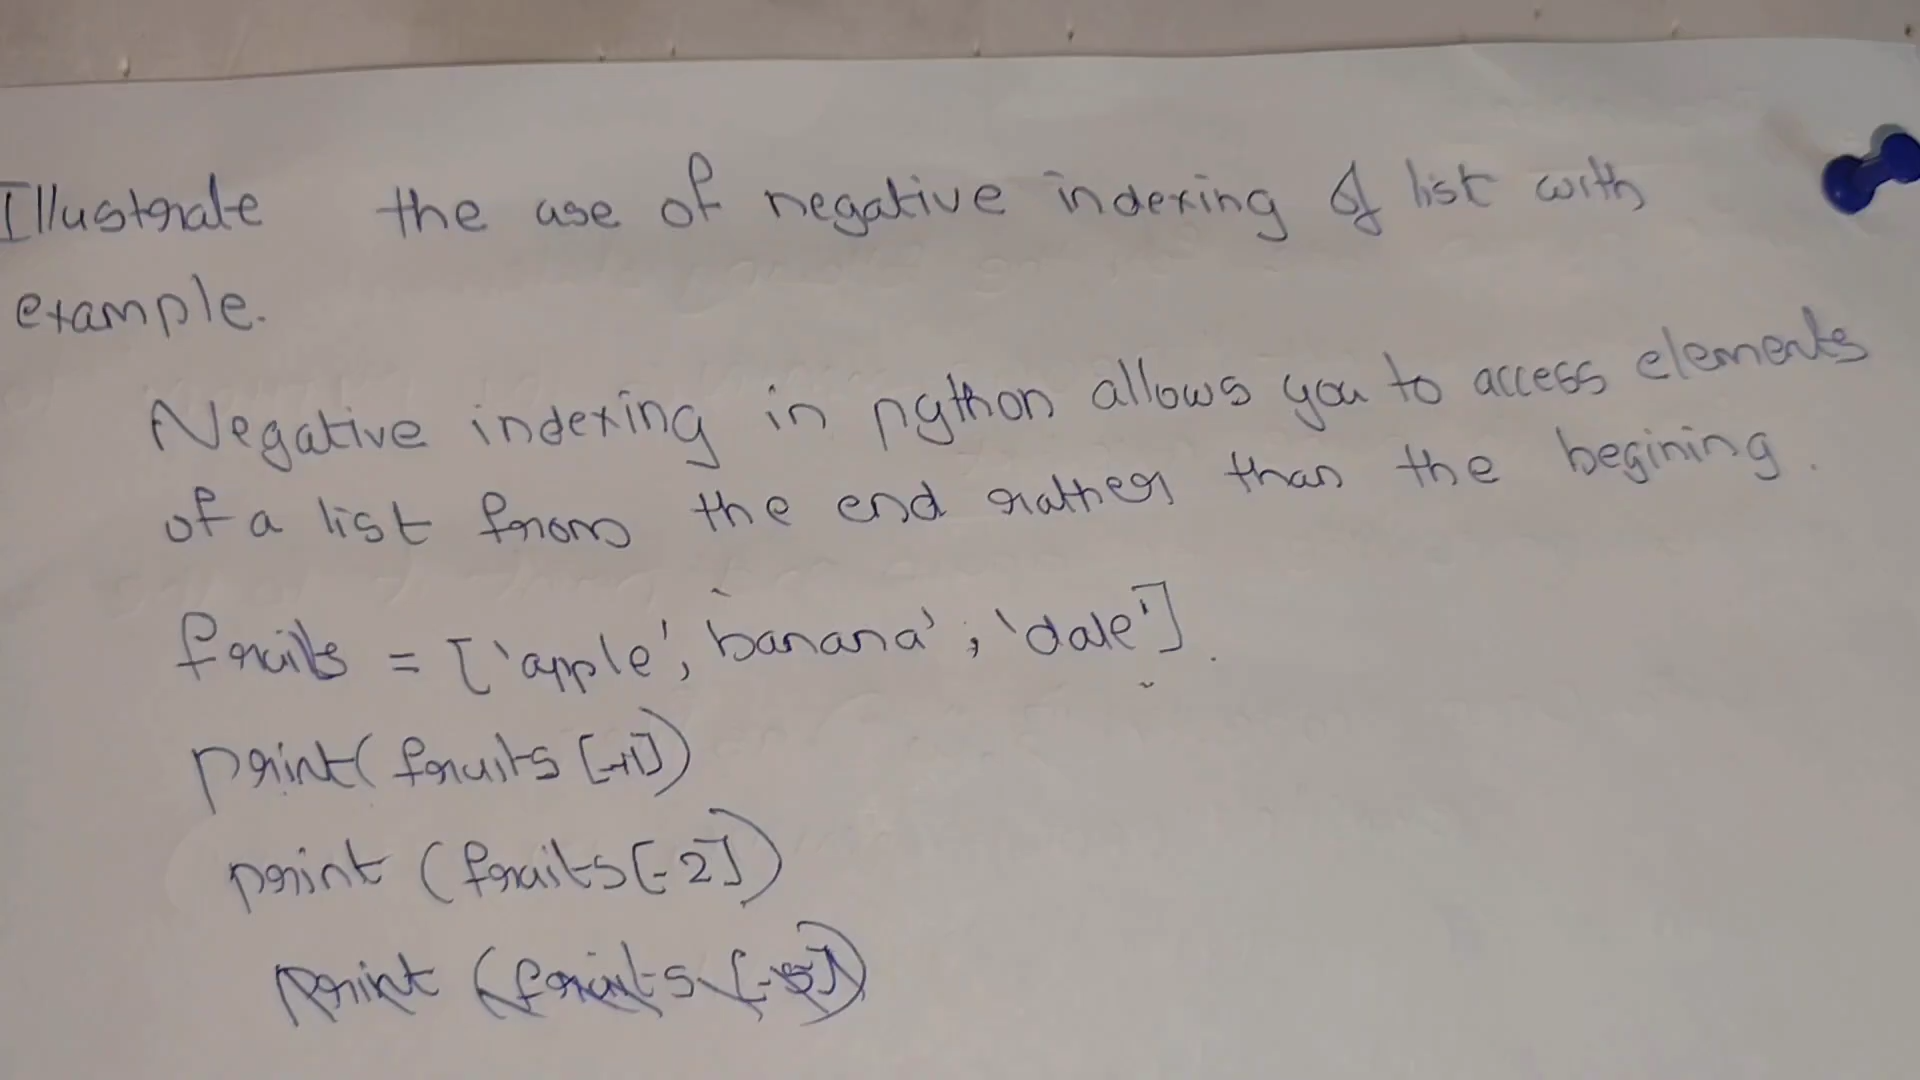 Illustrate the use of negative indexing of list with
example.
Negative indexing in python allows you to access elements
of a list from the end rather than the begining.
fruits = ['apple', 'banana', 'date'].
print(fruits [-1])
print (fruits[-2])
print (fruits [-])